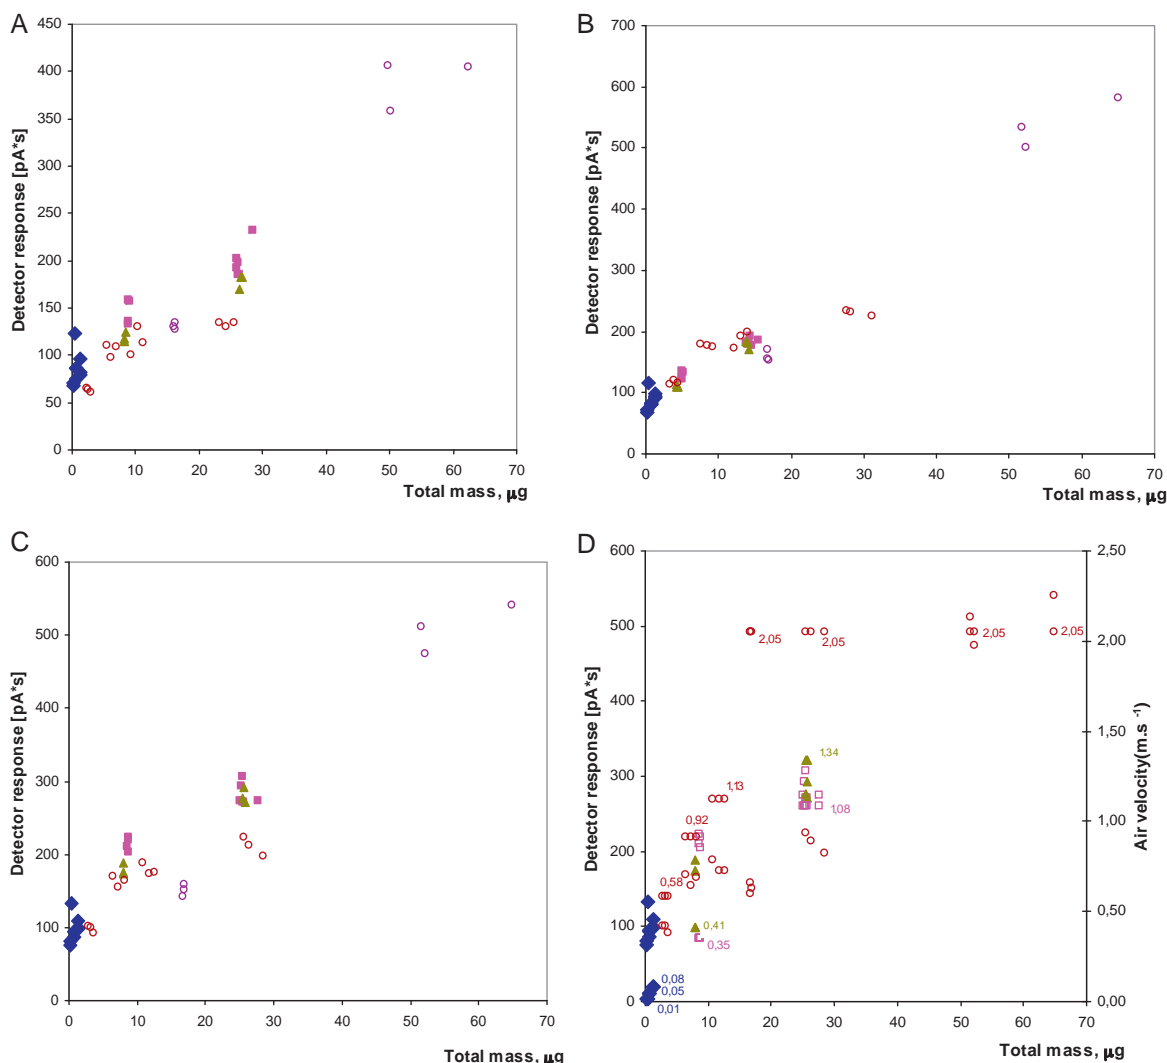 A
Detector response [pA*s]
450
400
350
300
250
200
150
100
50
0
0 10 20 30 40 50 60 70
Total mass, µg
B
Detector response [pA*s]
700
600
500
400
300
200
100
0
0 10 20 30 40 50 60 70
Total mass, µg
C
Detector response [pA*s]
600
500
400
300
200
100
0
0 10 20 30 40 50 60 70
Total mass, µg
D
Detector response [pA*s]
600
500
400
300
200
100
0
2,05 2,05 2,05 2,05
1,34
1,13
1,08
0,92
0,58
0,41
0,35
0,08
0,05
0,01
2,50
2,00
1,50
1,00
0,50
0,00
Air velocity(m.s -1)
0 10 20 30 40 50 60 70
Total mass, µg